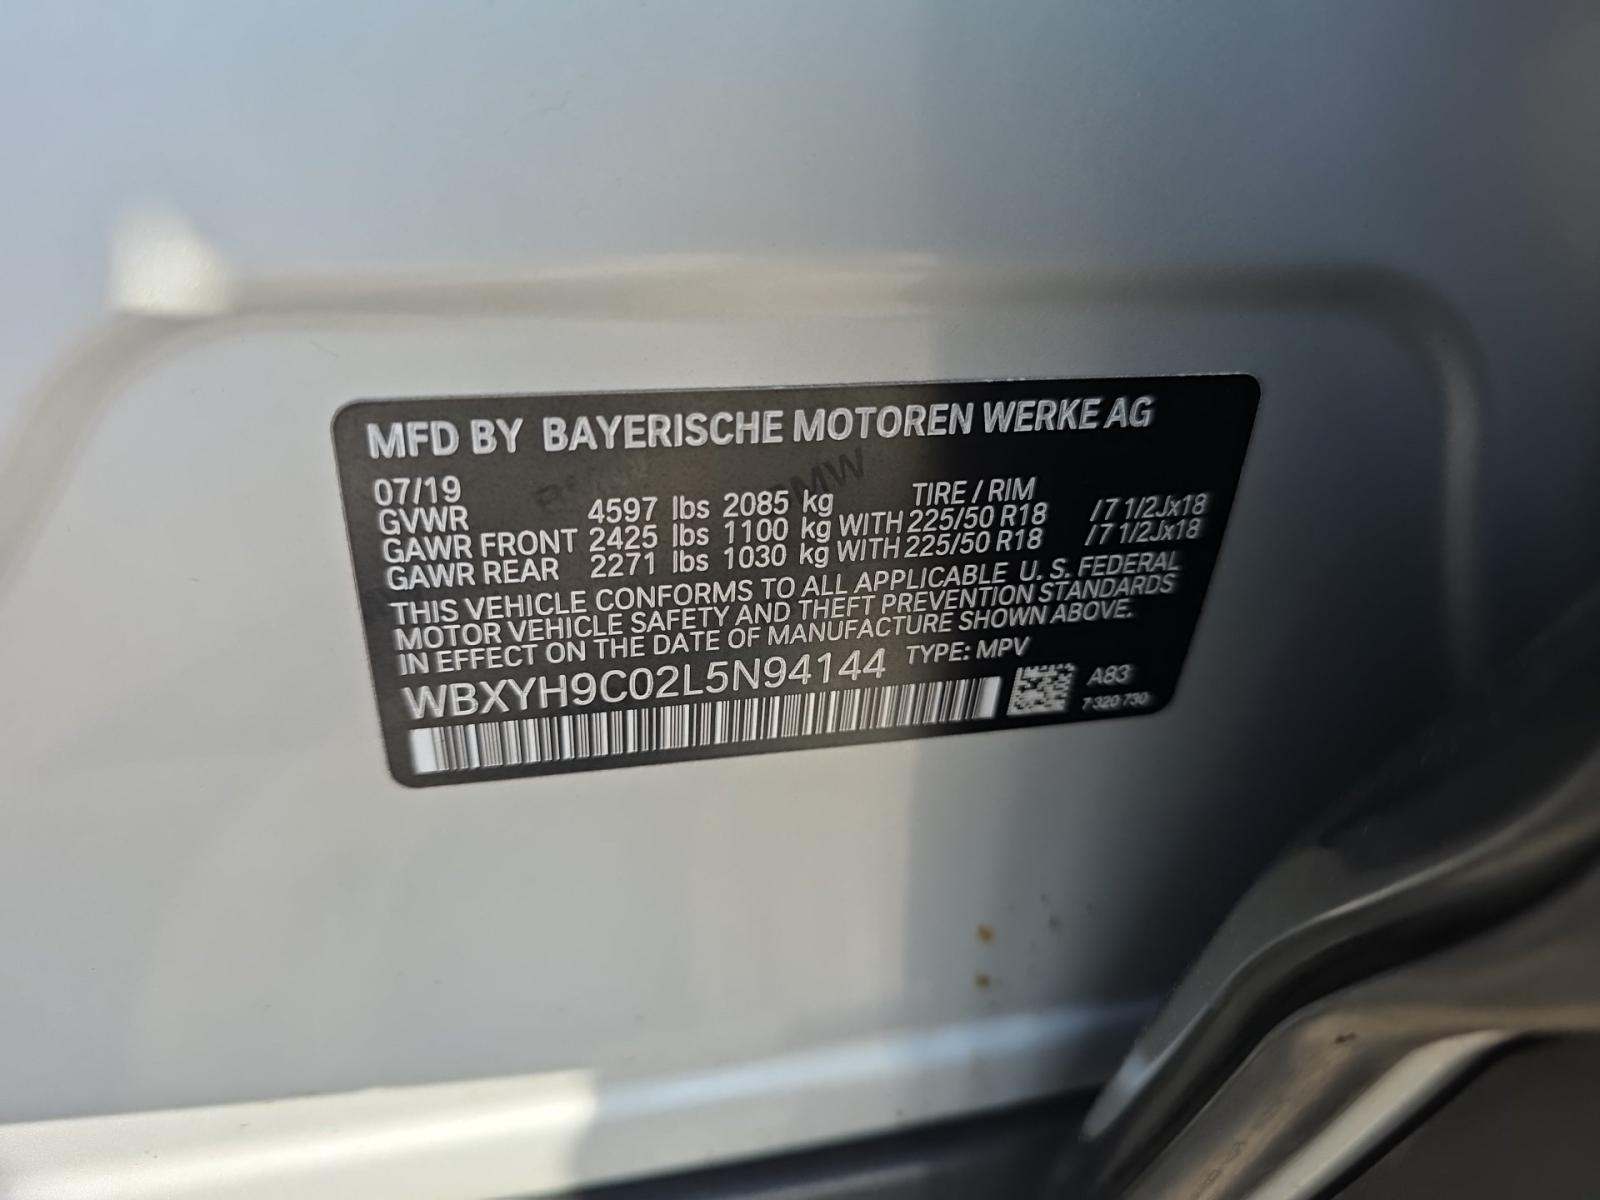 MFD BY BAYERISCHE MOTOREN WERKE AG
07/19 TIRE / RIM
GVWR 4597 lbs 2085 kg
GAWR FRONT 2425 lbs 1100 kg WITH 225/50 R18 /7 1/2Jx18
GAWR REAR 2271 lbs 1030 kg WITH 225/50 R18 /7 1/2Jx18
THIS VEHICLE CONFORMS TO ALL APPLICABLE U. S. FEDERAL
MOTOR VEHICLE SAFETY AND THEFT PREVENTION STANDARDS
IN EFFECT ON THE DATE OF MANUFACTURE SHOWN ABOVE.
WBXYH9C02L5N94144 TYPE: MPV
A83
7 320 730